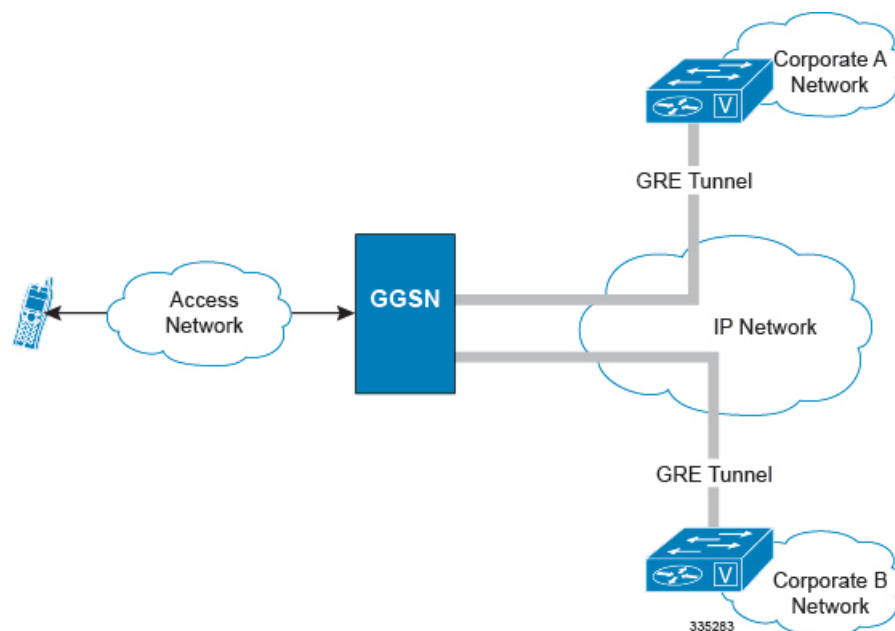 Corporate A
Network
V
GRE Tunnel
GGSN
Access
Network
IP Network
GRE Tunnel
V
Corporate B
Network
335283